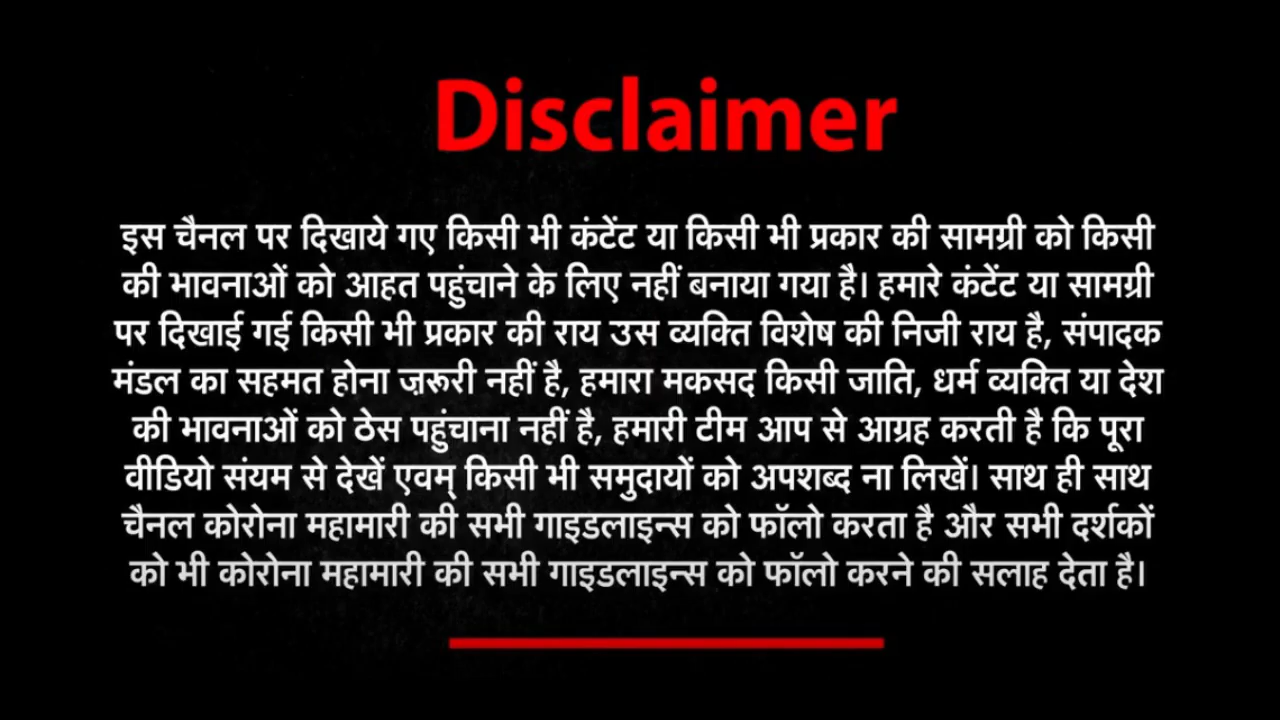 Disclaimer
इस चैनल पर दिखाये गए किसी भी कंटेंट या किसी भी प्रकार की सामग्री को किसी
की भावनाओं को आहत पहुंचाने के लिए नहीं बनाया गया है। हमारे कंटेंट या सामग्री
पर दिखाई गई किसी भी प्रकार की राय उस व्यक्ति विशेष की निजी राय है, संपादक
मंडल का सहमत होना ज़रूरी नहीं है, हमारा मकसद किसी जाति, धर्म व्यक्ति या देश
की भावनाओं को ठेस पहुंचाना नहीं है, हमारी टीम आप से आग्रह करती है कि पूरा
वीडियो संयम से देखें एवम् किसी भी समुदायों को अपशब्द ना लिखें। साथ ही साथ
चैनल कोरोना महामारी की सभी गाइडलाइन्स को फॉलो करता है और सभी दर्शकों
को भी कोरोना महामारी की सभी गाइडलाइन्स को फॉलो करने की सलाह देता है।